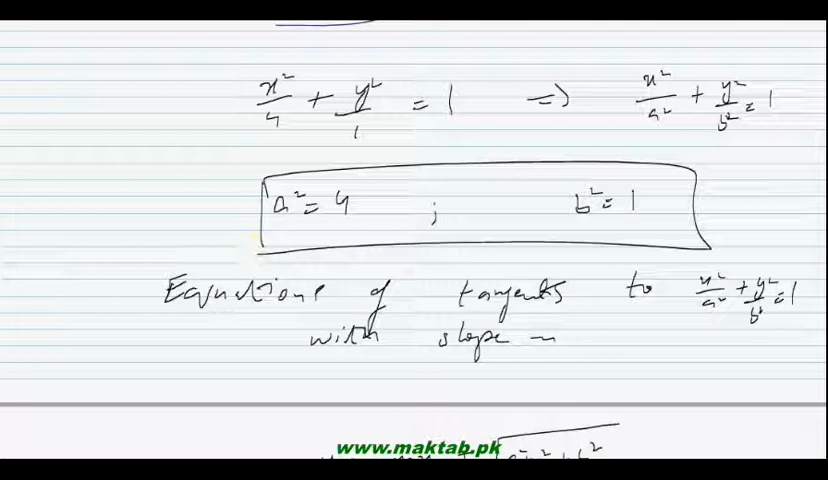 x²/4 + y²/1 = 1 ⇒ x²/a² + y²/b² = 1
a² = 4 ; b² = 1
Equations of tangents to x²/a² + y²/b² = 1
with slope m
www.maktab.pk